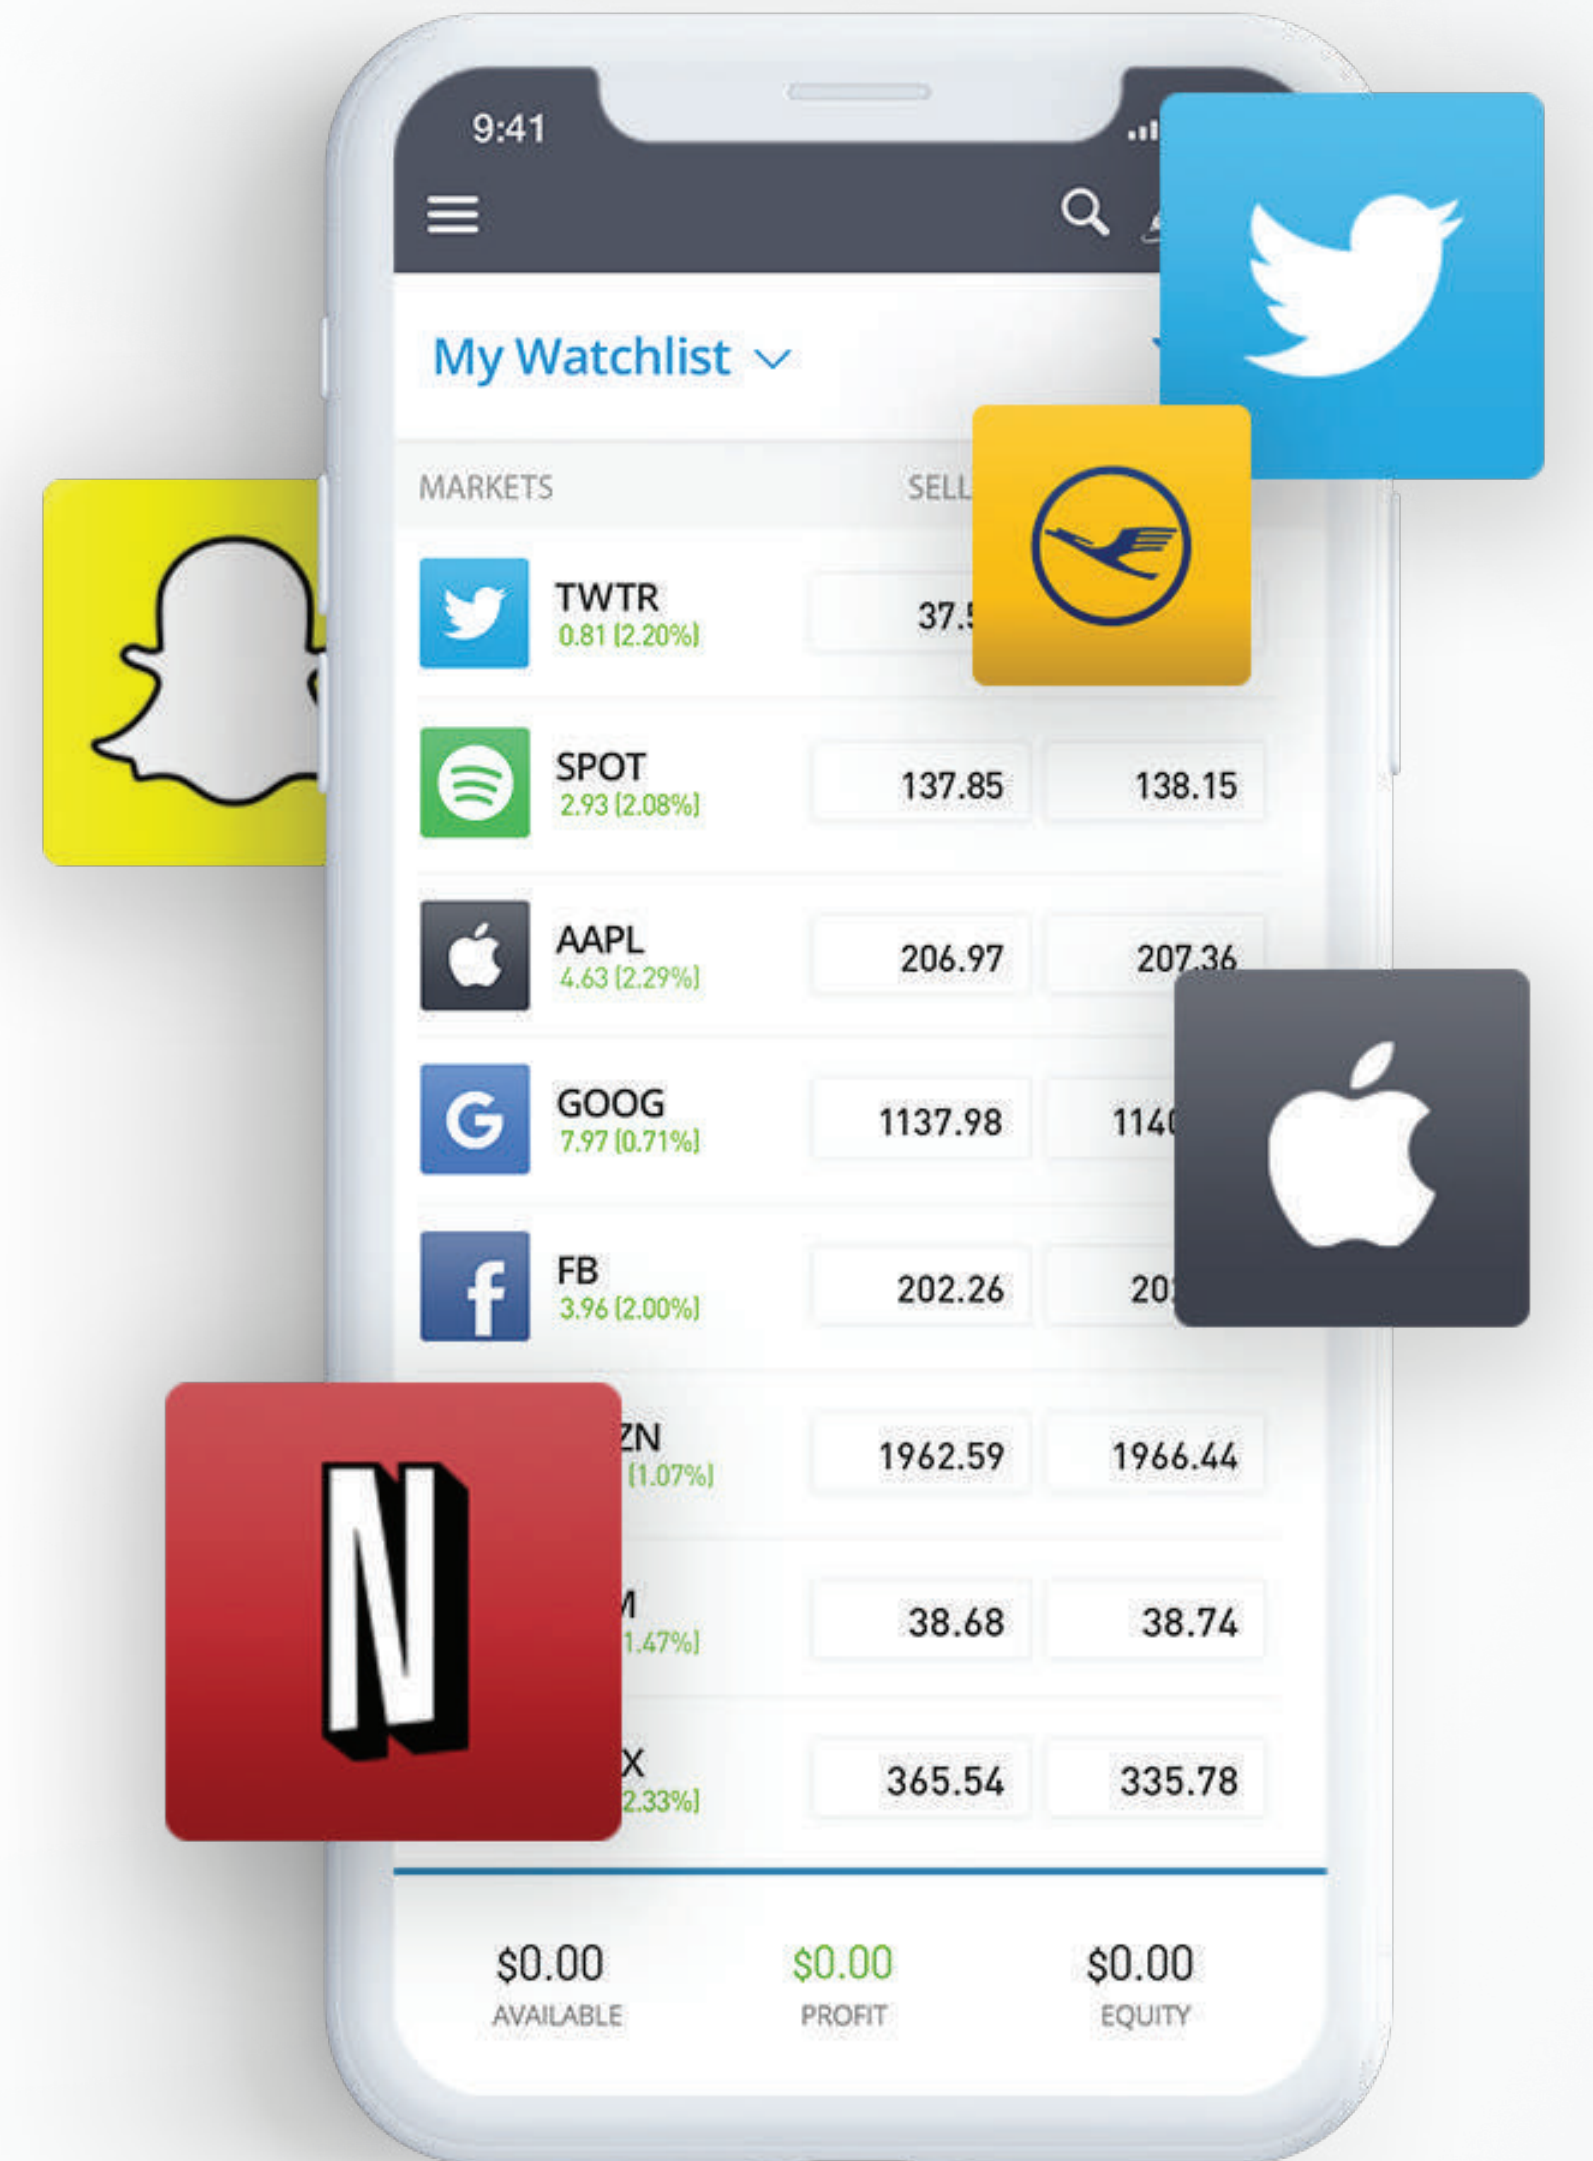 9:41
My Watchlist
MARKETS SELL
TWTR
0.81 (2.20%)
SPOT
2.93 (2.08%)
137.85 138.15
AAPL
4.63 (2.29%)
206.97 207.36
GOOG
7.97 (0.71%)
1137.98
FB
3.96 (2.00%)
202.26
ZN
(1.07%)
1962.59 1966.44
1.47%)
38.68 38.74
X
2.33%)
365.54 335.78
$0.00 $0.00 $0.00
AVAILABLE PROFIT EQUITY